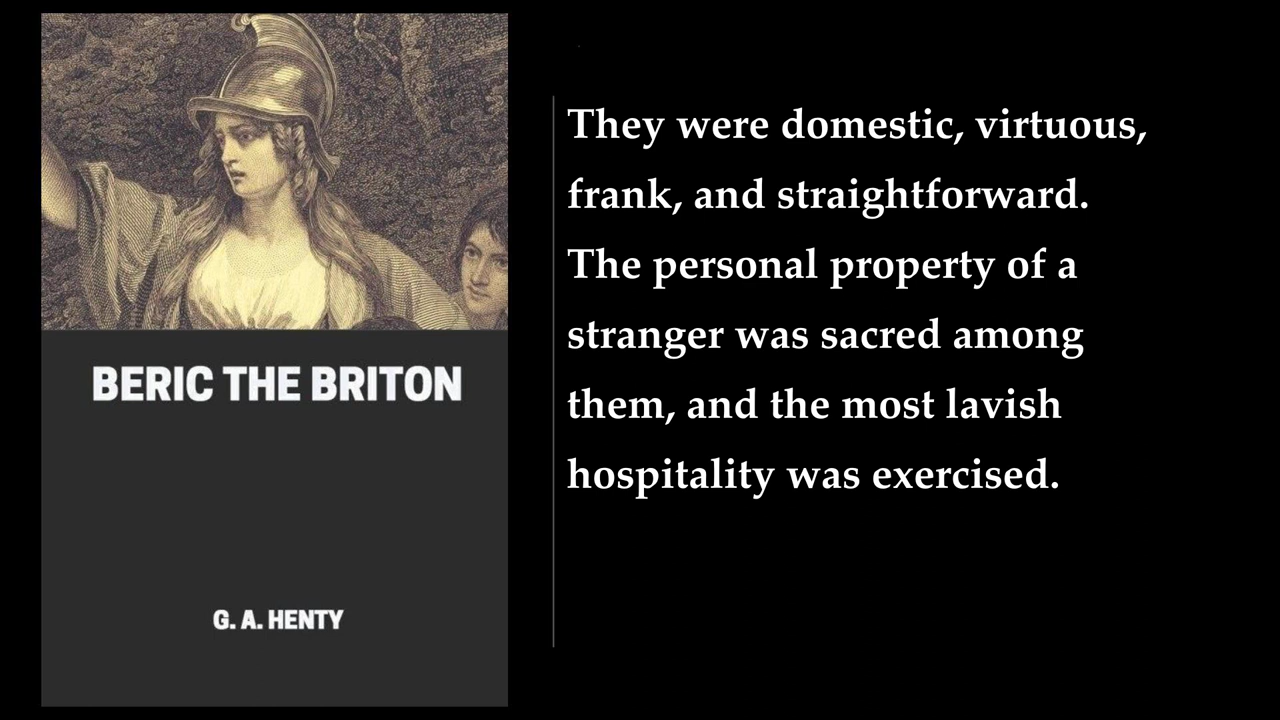 BERIC THE BRITON
G. A. HENTY
They were domestic, virtuous,
frank, and straightforward.
The personal property of a
stranger was sacred among
them, and the most lavish
hospitality was exercised.